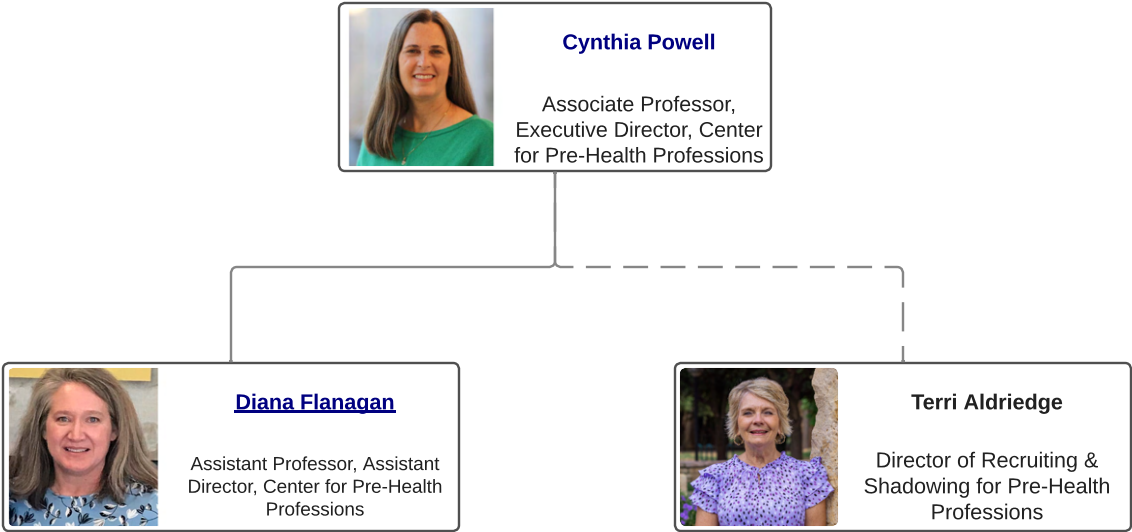 Cynthia Powell
Associate Professor,
Executive Director, Center
for Pre-Health Professions
Diana Flanagan
Assistant Professor, Assistant
Director, Center for Pre-Health
Professions
Terri Aldriedge
Director of Recruiting &
Shadowing for Pre-Health
Professions